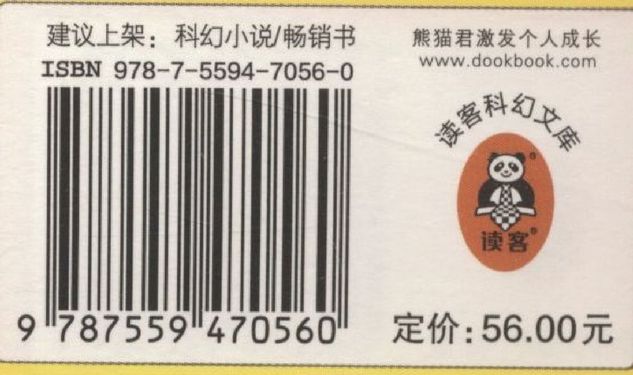 建议上架：科幻小说/畅销书
ISBN 978-7-5594-7056-0
9 787559 470560
熊猫君激发个人成长
www.dookbook.com
读客科幻文库
读客®
定价：56.00元